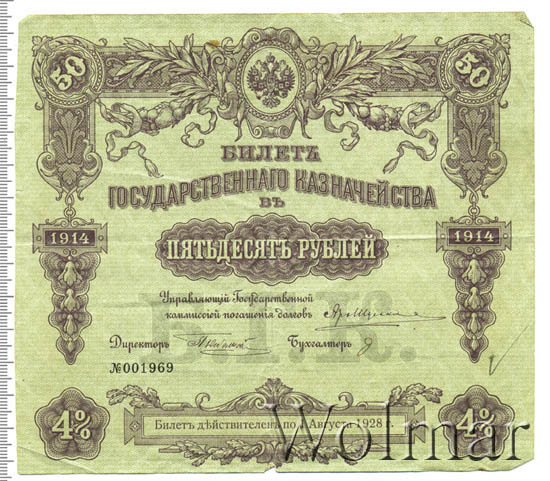 50 50
БИЛЕТЪ
ГОСУДАРСТВЕННАГО КАЗНАЧЕЙСТВА
ВЪ
1914 ПЯТЬДЕСЯТЪ РУБЛЕЙ 1914
Управляющій Государственной
коммиссіей погашенія долговъ
Директоръ Бухгалтеръ
№001969
4% Билетъ дѣйствителенъ по 1 Августа 1928 г. 4%
Wolmar